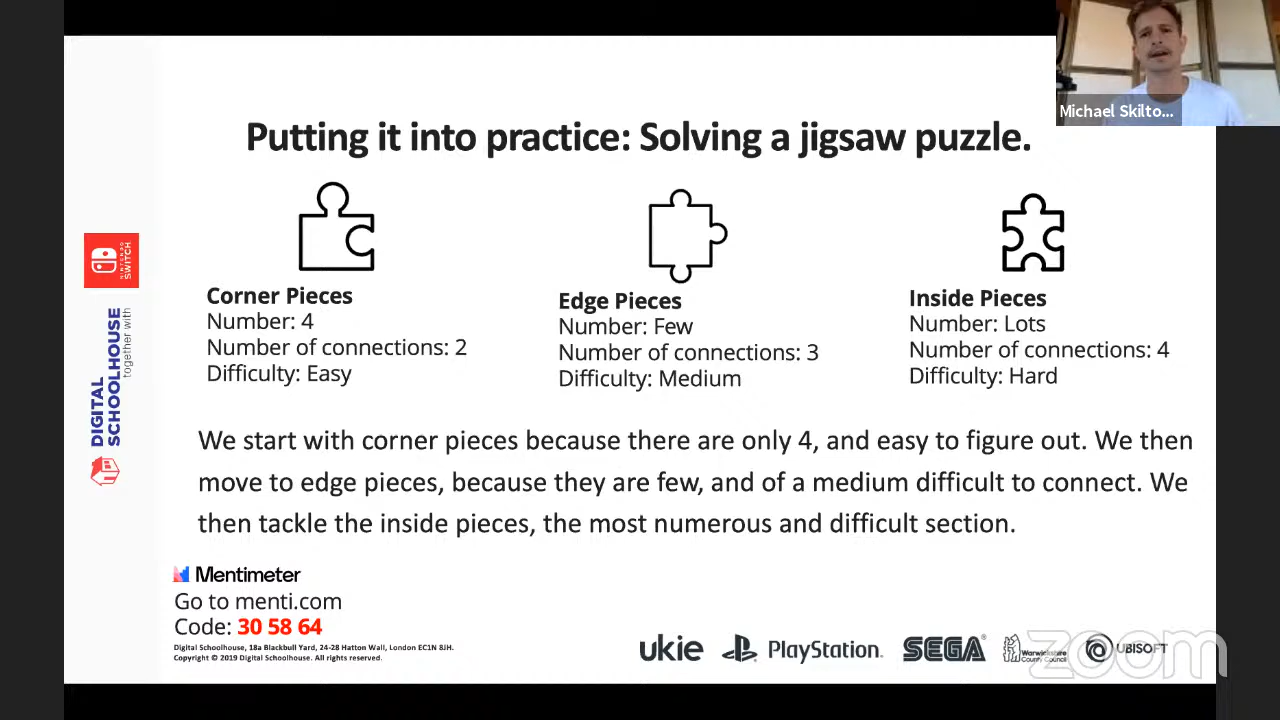 Michael Skilto...
Putting it into practice: Solving a jigsaw puzzle.
Corner Pieces
Number: 4
Number of connections: 2
Difficulty: Easy
Edge Pieces
Number: Few
Number of connections: 3
Difficulty: Medium
Inside Pieces
Number: Lots
Number of connections: 4
Difficulty: Hard
NINTENDO
SWITCH
DIGITAL
SCHOOLHOUSE
together with
We start with corner pieces because there are only 4, and easy to figure out. We then
move to edge pieces, because they are few, and of a medium difficult to connect. We
then tackle the inside pieces, the most numerous and difficult section.
Mentimeter
Go to menti.com
Code: 30 58 64
Digital Schoolhouse, 18a Blackbull Yard, 24-28 Hatton Wall, London EC1N 8JH.
Copyright © 2019 Digital Schoolhouse. All rights reserved.
ukie
PlayStation.
SEGA®
Warwickshire
County Council
UBISOFT
zoom